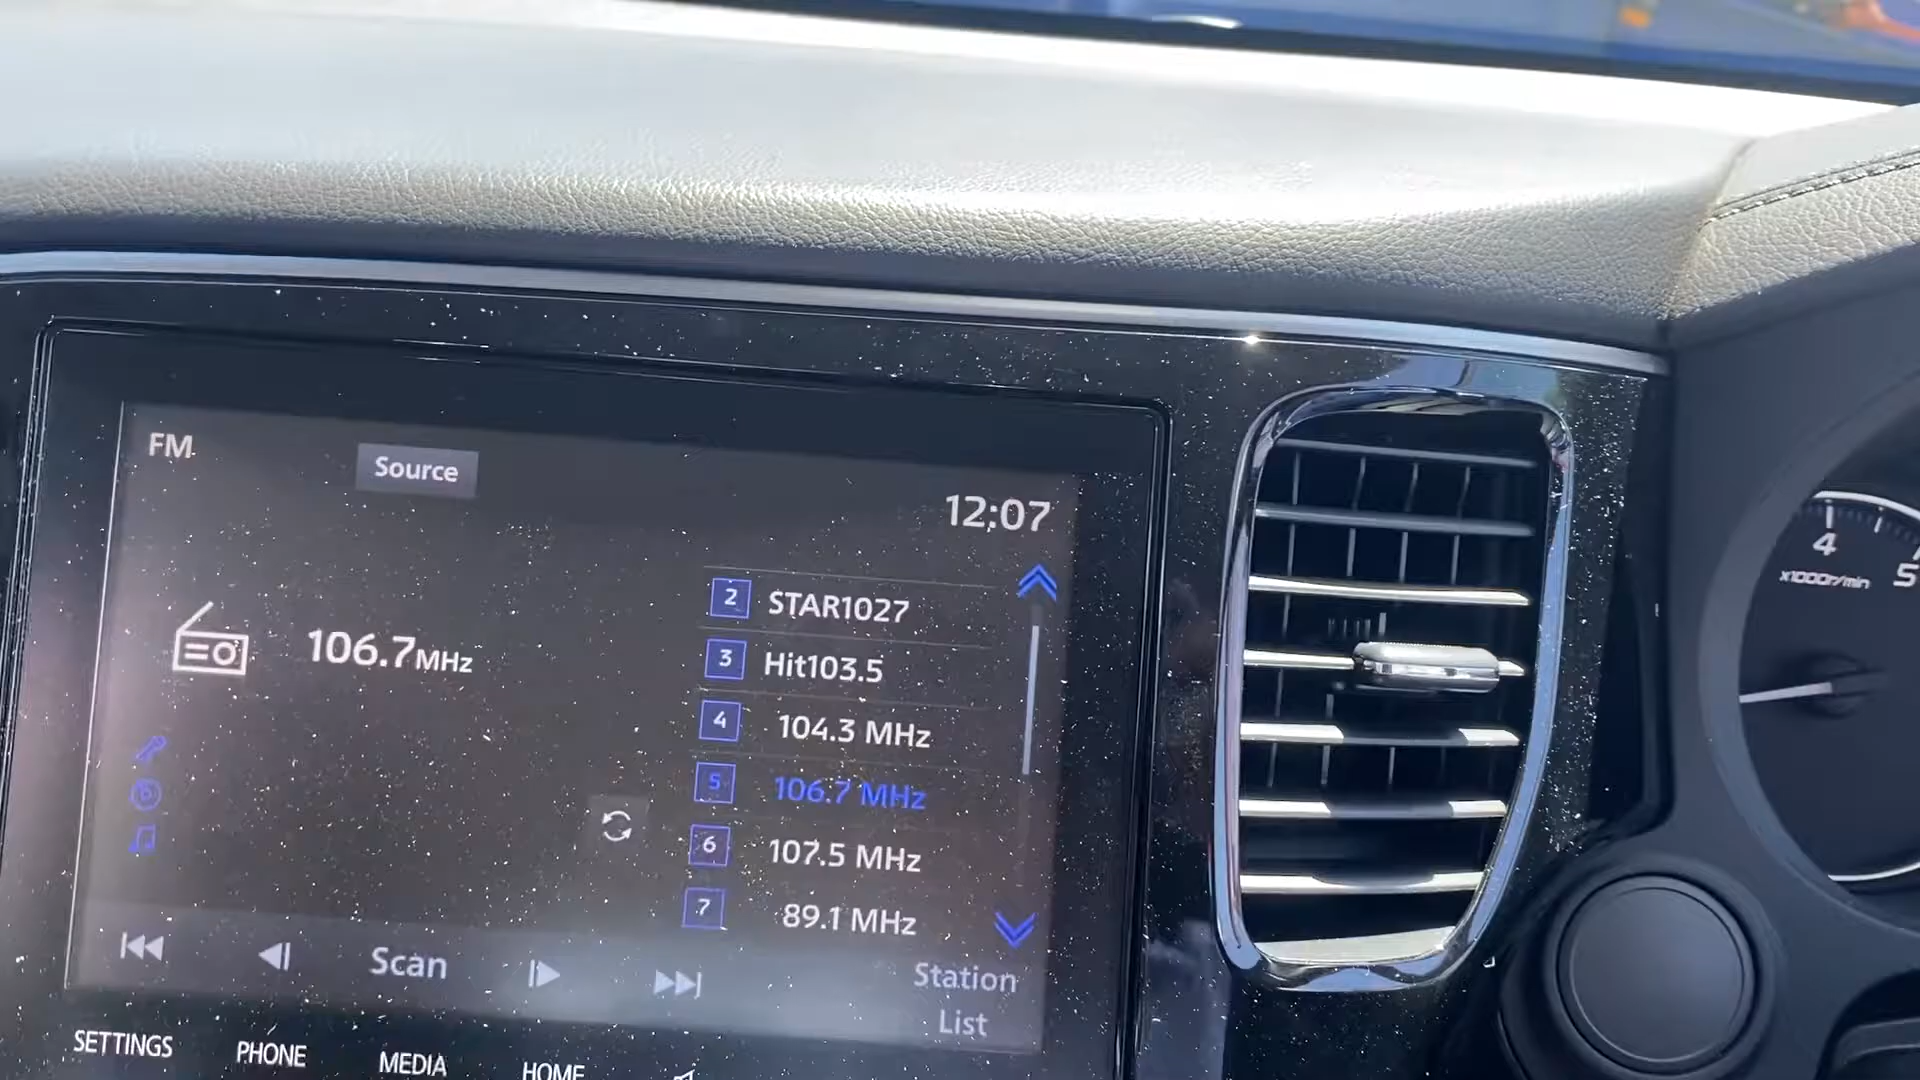 FM
Source
12:07
106.7MHz
2 STAR1027
3 Hit103.5
4 104.3 MHz
5 106.7 MHz
6 107.5 MHz
7 89.1 MHz
Scan
Station
List
SETTINGS
PHONE
MEDIA
HOME
4
5
x1000r/min